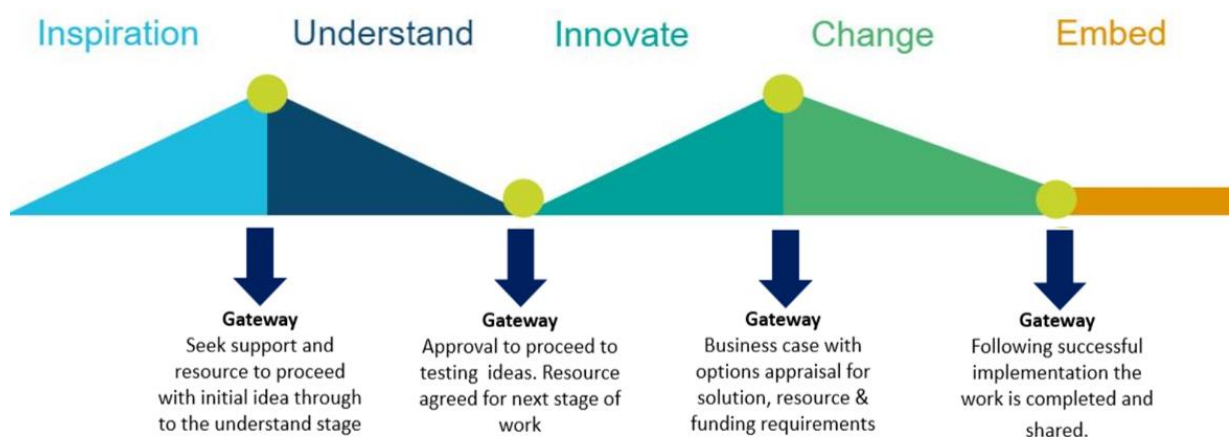 Inspiration
Understand
Innovate
Change
Embed
Gateway
Seek support and
resource to proceed
with initial idea through
to the understand stage
Gateway
Approval to proceed to
testing ideas. Resource
agreed for next stage of
work
Gateway
Business case with
options appraisal for
solution, resource &
funding requirements
Gateway
Following successful
implementation the
work is completed and
shared.